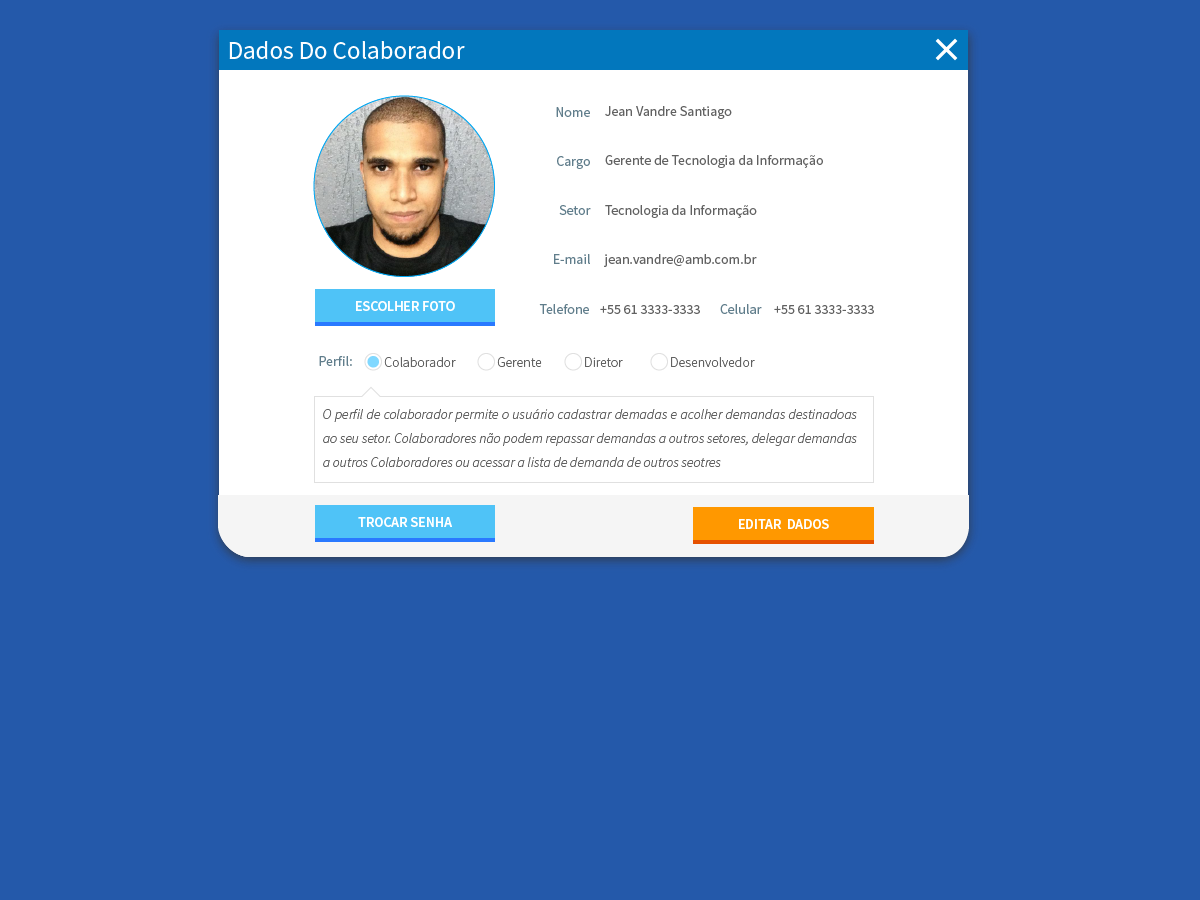 Dados Do Colaborador
Nome Jean Vandre Santiago
Cargo Gerente de Tecnologia da Informação
Setor Tecnologia da Informação
E-mail jean.vandre@amb.com.br
ESCOLHER FOTO
Telefone +55 61 3333-3333 Celular +55 61 3333-3333
Perfil: Colaborador Gerente Diretor Desenvolvedor
O perfil de colaborador permite o usuário cadastrar demadas e acolher demandas destinadoas
ao seu setor. Colaboradores não podem repassar demandas a outros setores, delegar demandas
a outros Colaboradores ou acessar a lista de demanda de outros seotres
TROCAR SENHA
EDITAR DADOS